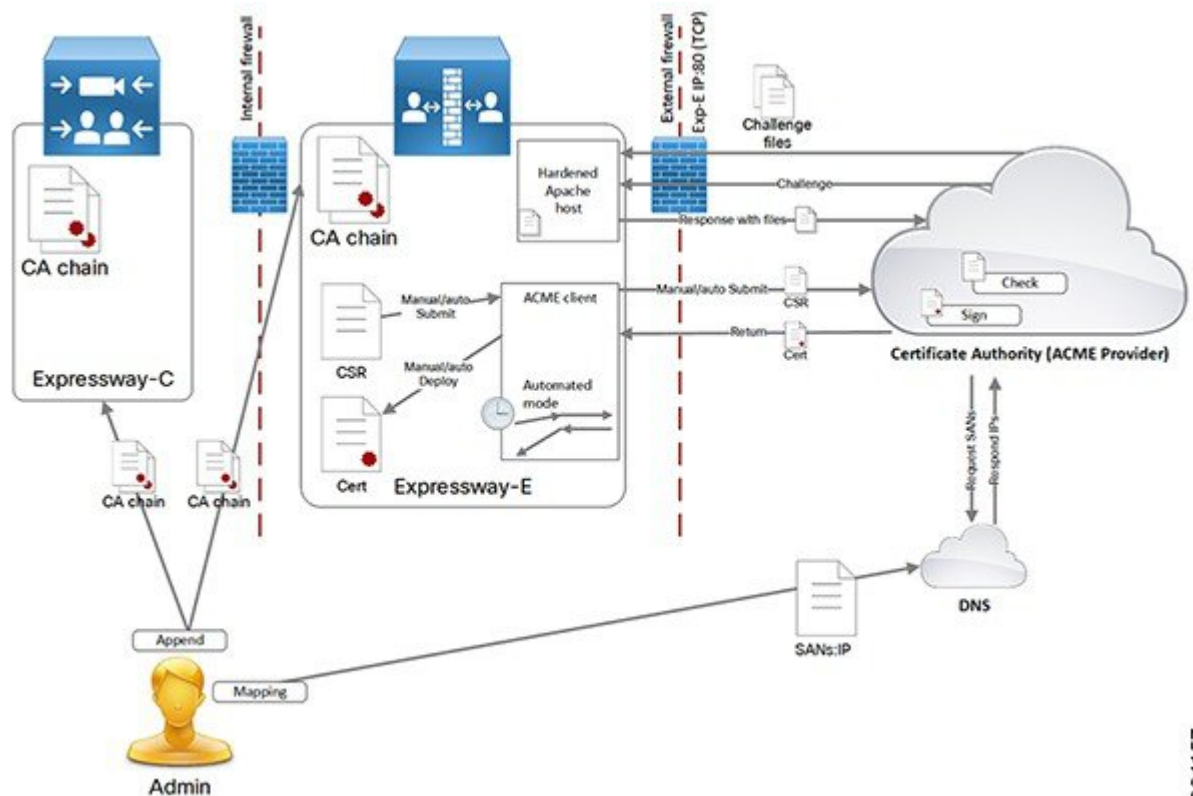 Internal firewall
External firewall
Exp-E IP:80 (TCP)
Challenge
files
CA chain
Expressway-C
CA chain
Hardened
Apache
host
Challenge
Response with files
Manual/auto
Submit
CSR
Manual/auto
Deploy
Cert
ACME client
Automated
mode
Expressway-E
Manual/auto Submit
CSR
Return
Cert
Check
Sign
Certificate Authority (ACME Provider)
Request SANs
Respond IPs
DNS
CA chain
CA chain
SANs:IP
Append
Mapping
Admin